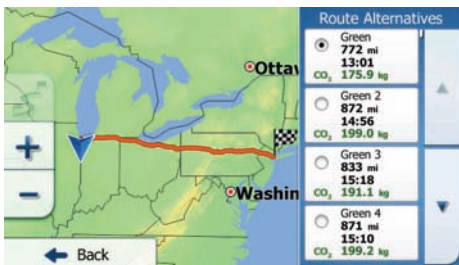 Route Alternatives
Green
772 mi
13:01
CO₂ 175.9 kg
Green 2
872 mi
14:56
CO₂ 199.0 kg
Green 3
833 mi
15:18
CO₂ 191.1 kg
Green 4
871 mi
15:10
CO₂ 199.2 kg
Ottav
Washin
+
−
Back